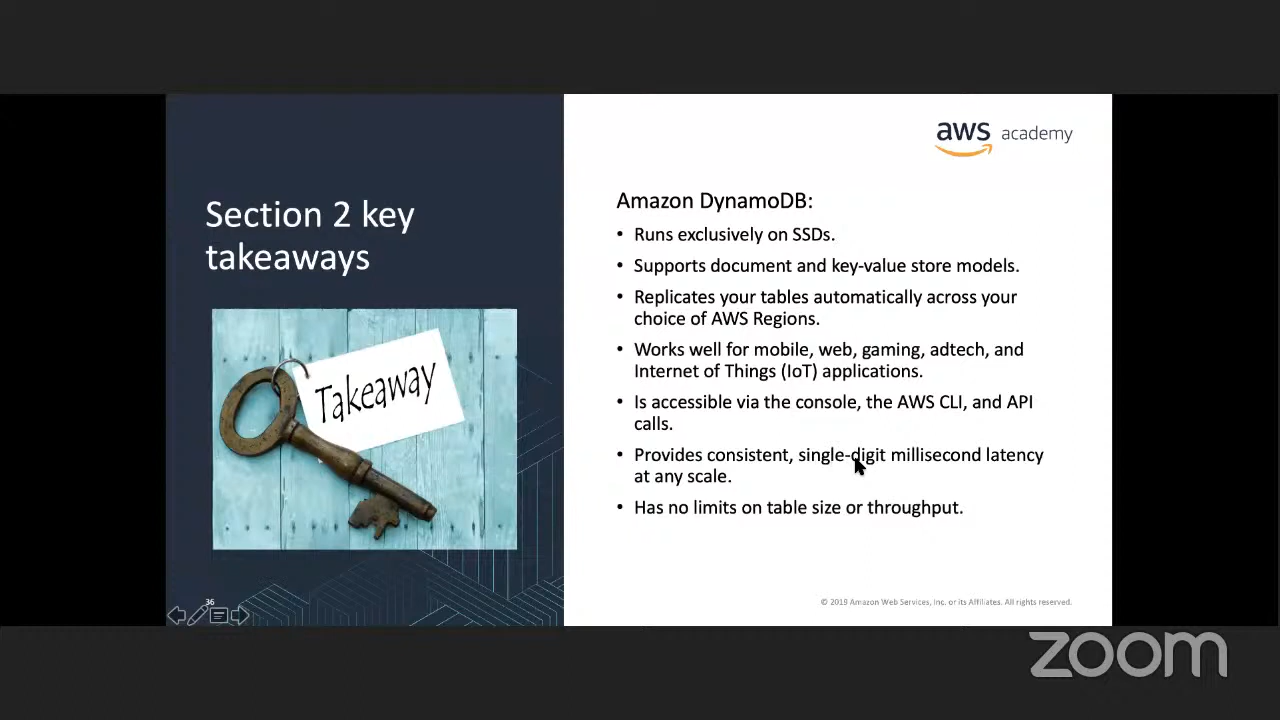 aws academy
Section 2 key
takeaways
Takeaway
Amazon DynamoDB:
• Runs exclusively on SSDs.
• Supports document and key-value store models.
• Replicates your tables automatically across your
choice of AWS Regions.
• Works well for mobile, web, gaming, adtech, and
Internet of Things (IoT) applications.
• Is accessible via the console, the AWS CLI, and API
calls.
• Provides consistent, single-digit millisecond latency
at any scale.
• Has no limits on table size or throughput.
36
© 2019 Amazon Web Services, Inc. or its Affiliates. All rights reserved.
zoom